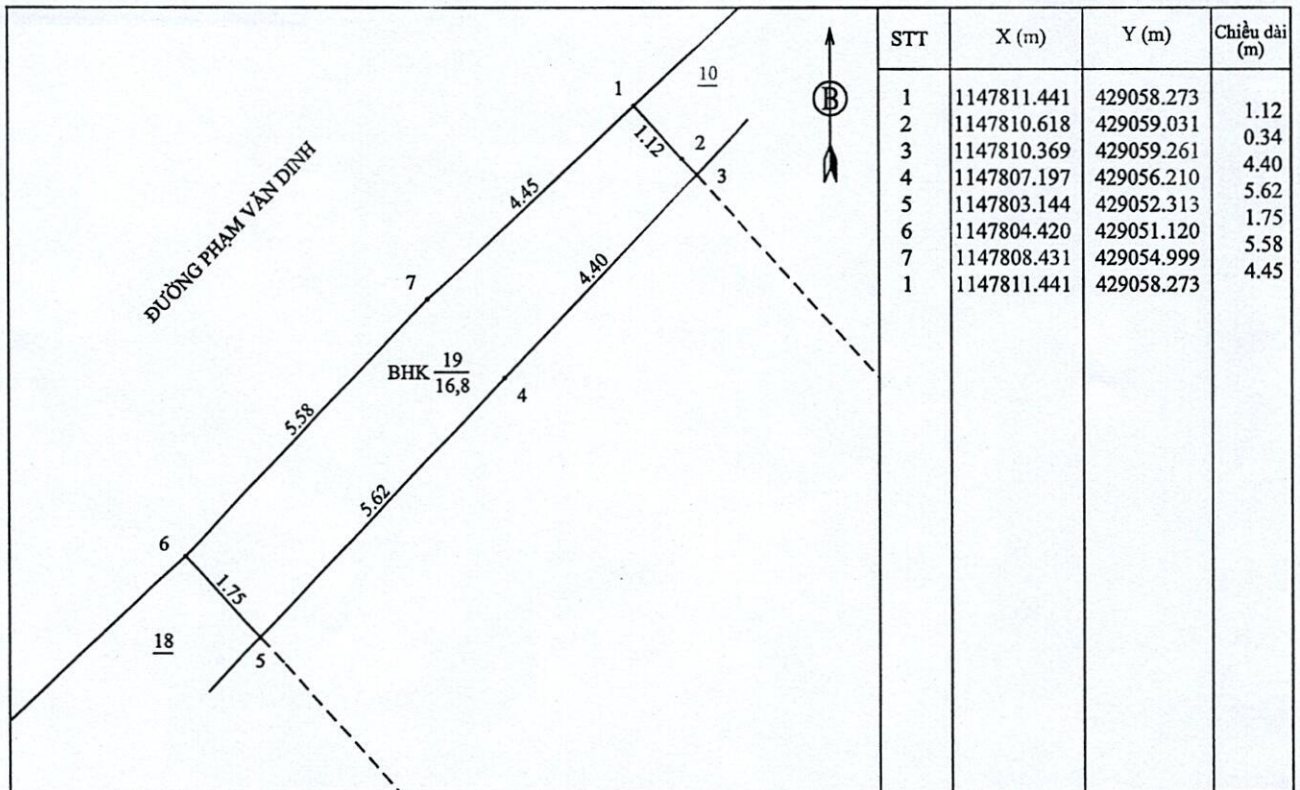 10
1
2
3
1.12
4.45
ĐƯỜNG PHẠM VĂN DINH
7
4.40
BHK 19
16,8
4
5.58
5.62
6
1.75
18
5
B
STT X (m) Y (m) Chiều dài (m)
1 1147811.441 429058.273
1.12
2 1147810.618 429059.031
0.34
3 1147810.369 429059.261
4.40
4 1147807.197 429056.210
5.62
5 1147803.144 429052.313
1.75
6 1147804.420 429051.120
5.58
7 1147808.431 429054.999
4.45
1 1147811.441 429058.273